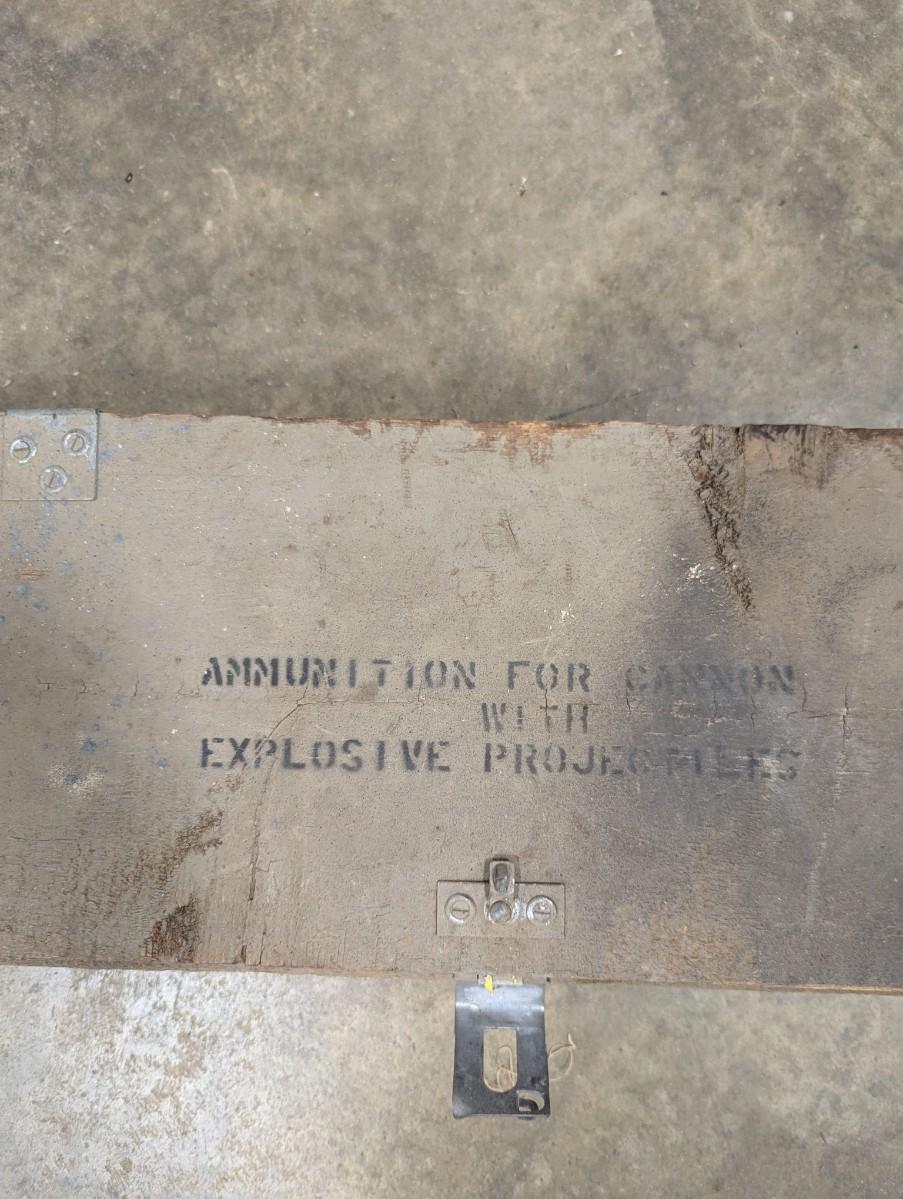 AMMUNITION FOR CANNON
WITH
EXPLOSIVE PROJECTILES